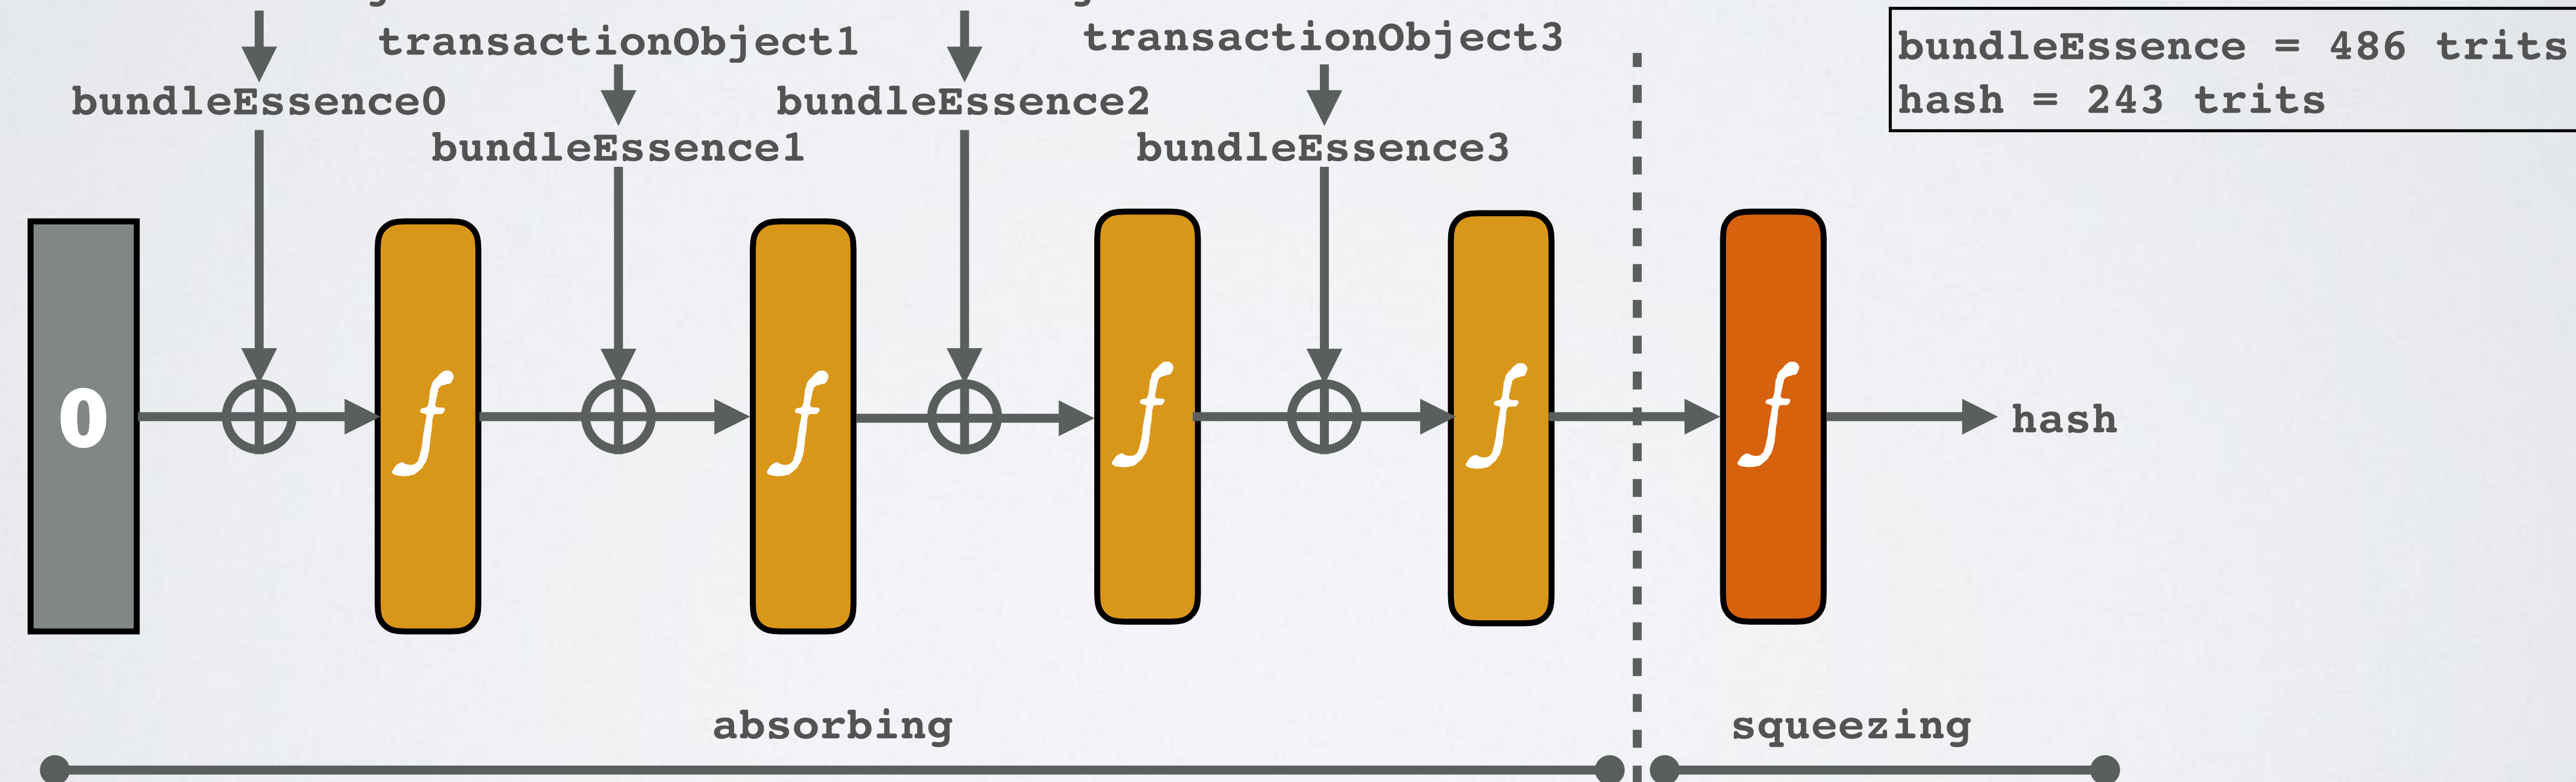 transactionObject1
transactionObject3
bundleEssence = 486 trits
hash = 243 trits
bundleEssence0
bundleEssence2
bundleEssence1
bundleEssence3
0
f
f
f
f
f
hash
absorbing
squeezing